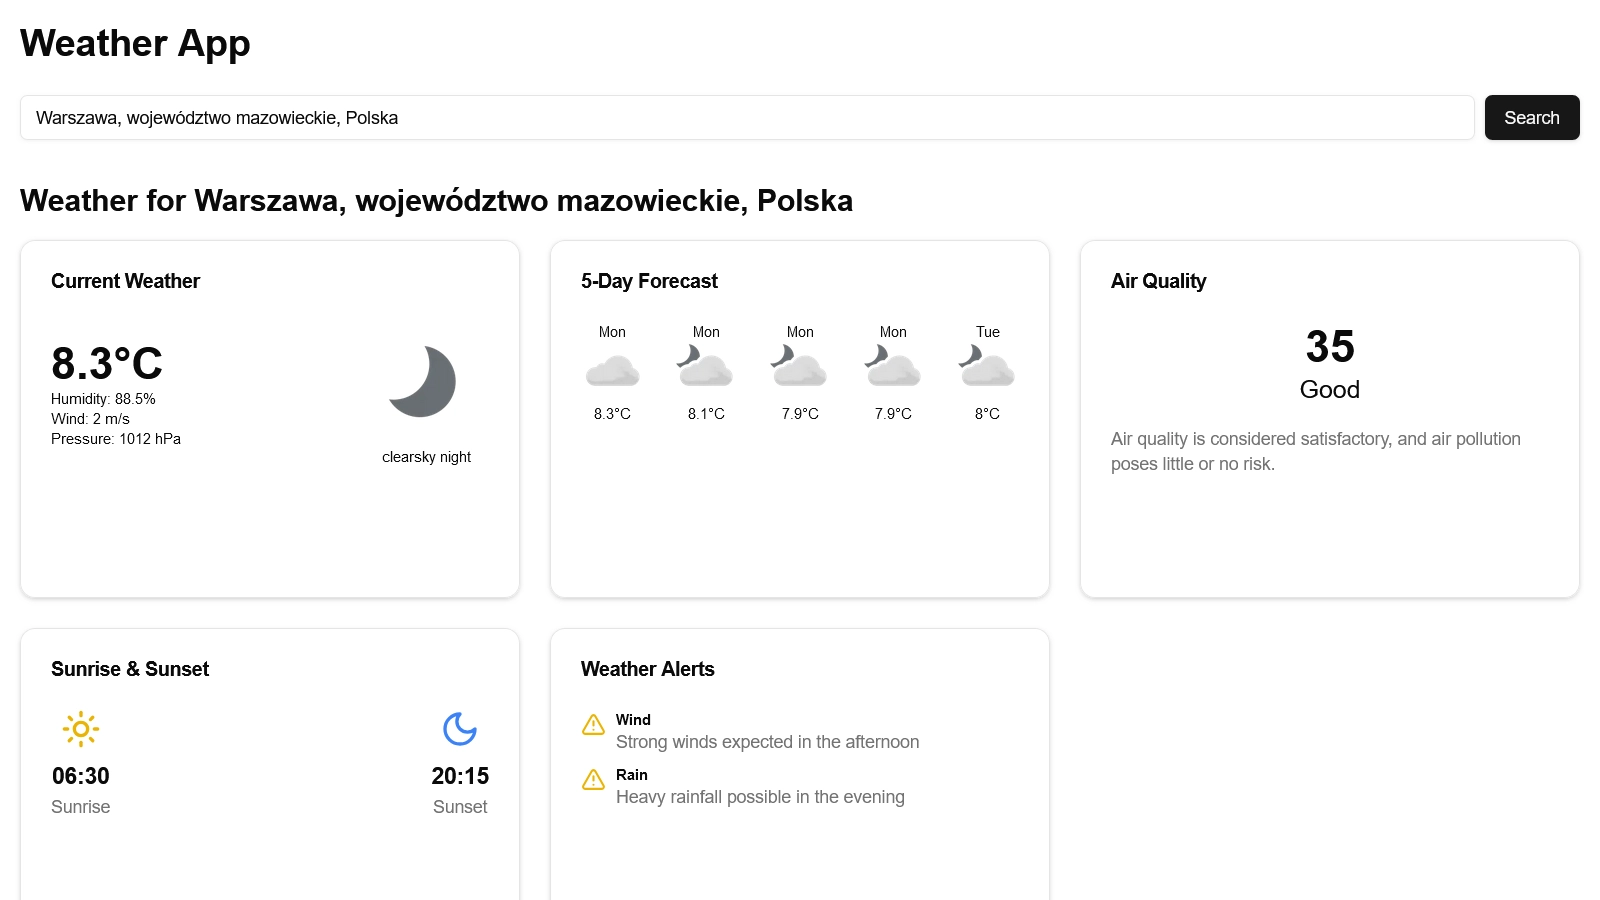 Weather App
Warszawa, województwo mazowieckie, Polska
Search
Weather for Warszawa, województwo mazowieckie, Polska
Current Weather
8.3°C
Humidity: 88.5%
Wind: 2 m/s
Pressure: 1012 hPa
clearsky night
5-Day Forecast
Mon Mon Mon Mon Tue
8.3°C 8.1°C 7.9°C 7.9°C 8°C
Air Quality
35
Good
Air quality is considered satisfactory, and air pollution
poses little or no risk.
Sunrise & Sunset
06:30 20:15
Sunrise Sunset
Weather Alerts
Wind
Strong winds expected in the afternoon
Rain
Heavy rainfall possible in the evening